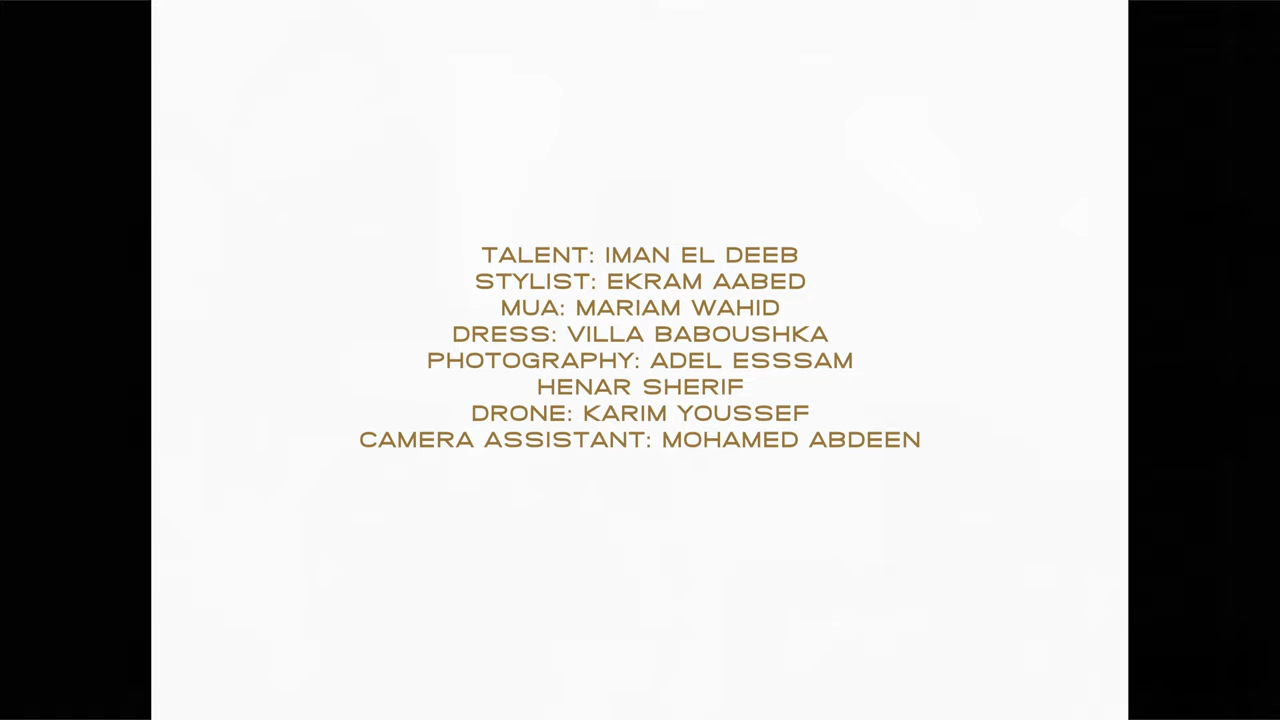 TALENT: IMAN EL DEEB
STYLIST: EKRAM AABED
MUA: MARIAM WAHID
DRESS: VILLA BABOUSHKA
PHOTOGRAPHY: ADEL ESSSAM
HENAR SHERIF
DRONE: KARIM YOUSSEF
CAMERA ASSISTANT: MOHAMED ABDEEN